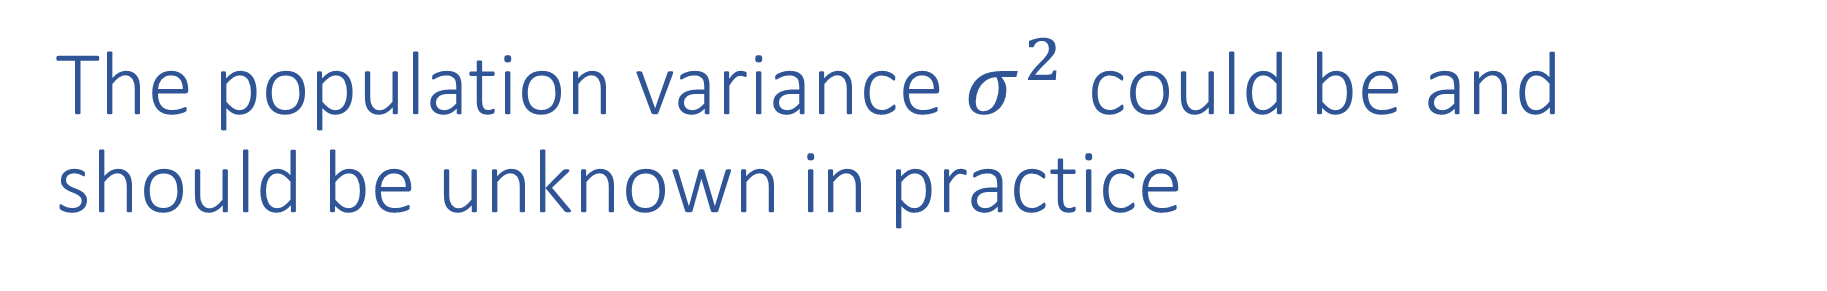 The population variance σ² could be and
should be unknown in practice